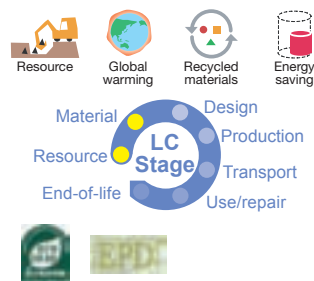 Resource
Global
warming
Recycled
materials
Energy
saving
Material
Design
Production
Resource
LC
Stage
Transport
End-of-life
Use/repair
EPD